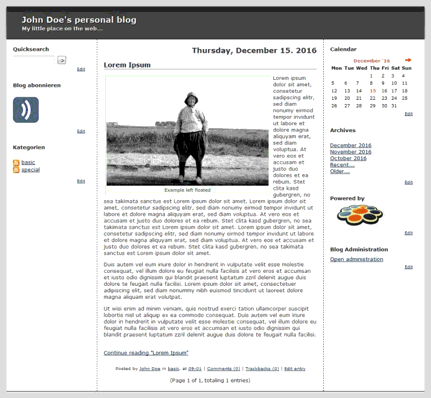 John Doe's personal blog
My little place on the web...
Quicksearch
->
Edit
Blog abonnieren
Edit
Kategorien
basic
special
Edit
Thursday, December 15. 2016
Lorem Ipsum
Lorem ipsum
dolor sit amet,
consetetur
sadipscing elitr,
sed diam
nonumy eirmod
tempor invidunt
ut labore et
dolore magna
aliquyam erat,
sed diam
voluptua. At
vero eos et
accusam et
justo duo
dolores et ea
rebum. Stet
clita kasd
gubergren, no
Example left floated
sea takimata sanctus est Lorem ipsum dolor sit amet. Lorem ipsum dolor sit
amet, consetetur sadipscing elitr, sed diam nonumy eirmod tempor invidunt ut
labore et dolore magna aliquyam erat, sed diam voluptua. At vero eos et
accusam et justo duo dolores et ea rebum. Stet clita kasd gubergren, no sea
takimata sanctus est Lorem ipsum dolor sit amet. Lorem ipsum dolor sit
amet, consetetur sadipscing elitr, sed diam nonumy eirmod tempor invidunt ut
labore et dolore magna aliquyam erat, sed diam voluptua. At vero eos et
accusam et justo duo dolores et ea rebum. Stet clita kasd gubergren, no sea
takimata sanctus est Lorem ipsum dolor sit amet.
Duis autem vel eum iriure dolor in hendrerit in vulputate velit esse molestie
consequat, vel illum dolore eu feugiat nulla facilisis at vero eros et accumsan
et iusto odio dignissim qui blandit praesent luptatum zzril delenit augue duis
dolore te feugait nulla facilisi. Lorem ipsum dolor sit amet, consectetuer
adipiscing elit, sed diam nonummy nibh euismod tincidunt ut laoreet dolore
magna aliquam erat volutpat.
Ut wisi enim ad minim veniam, quis nostrud exerci tation ullamcorper suscipit
lobortis nisl ut aliquip ex ea commodo consequat. Duis autem vel eum iriure
dolor in hendrerit in vulputate velit esse molestie consequat, vel illum dolore
eu feugiat nulla facilisis at vero eros et accumsan et iusto odio dignissim qui
blandit praesent luptatum zzril delenit augue duis dolore te feugait nulla facilisi.
Continue reading "Lorem Ipsum"
Posted by John Doe in basic at 09:01 | Comments (0) | Trackbacks (0) | Edit entry
(Page 1 of 1, totaling 1 entries)
Calendar
December '16
Mon Tue Wed Thu Fri Sat Sun
1 2 3 4
5 6 7 8 9 10 11
12 13 14 15 16 17 18
19 20 21 22 23 24 25
26 27 28 29 30 31
Edit
Archives
December 2016
November 2016
October 2016
Recent...
Older...
Edit
Powered by
Edit
Blog Administration
Open administration
Edit